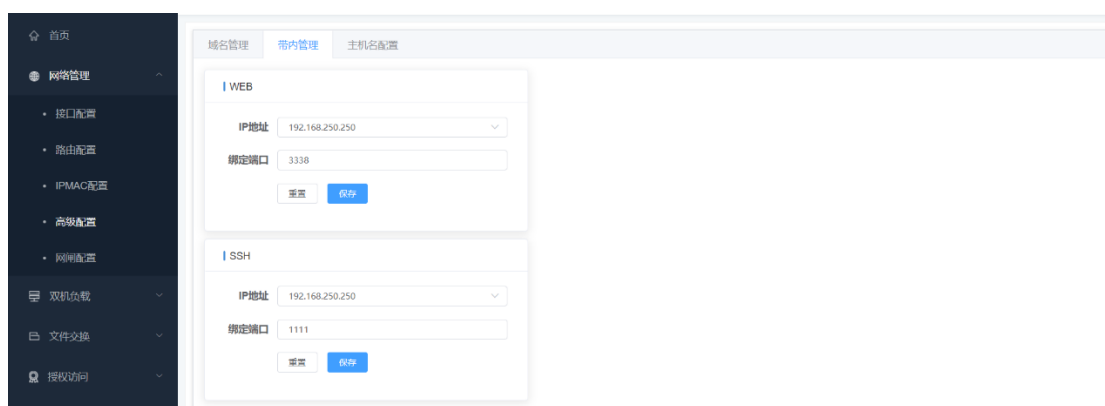 首页
网络管理
接口配置
路由配置
IPMAC配置
高级配置
网闸配置
双机负载
文件交换
授权访问
域名管理 带内管理 主机名配置
WEB
IP地址 192.168.250.250
绑定端口 3338
重置 保存
SSH
IP地址 192.168.250.250
绑定端口 1111
重置 保存